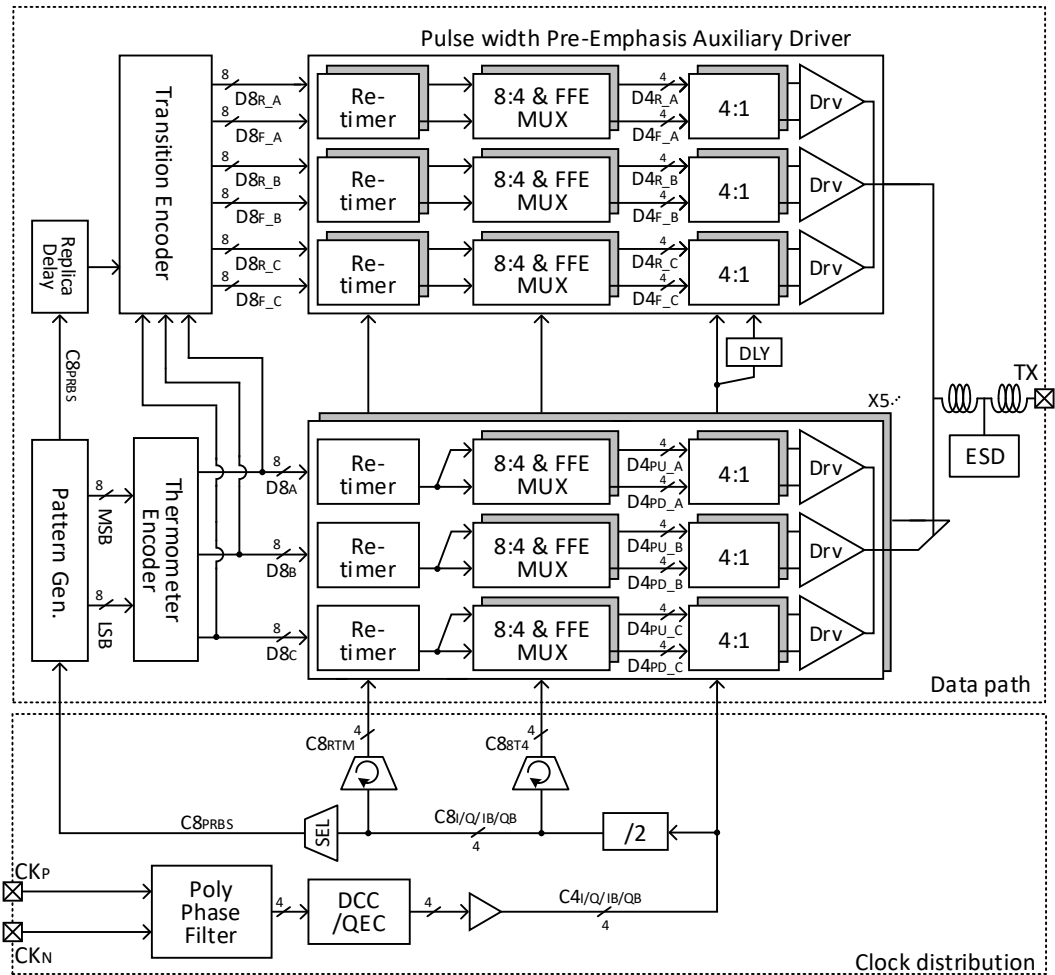 Pulse width Pre-Emphasis Auxiliary Driver
Transition Encoder
8
D8R_A
8
D8F_A
8
D8R_B
8
D8F_B
8
D8R_C
8
D8F_C
Re-
timer
8:4 & FFE
MUX
4
D4R_A
4
D4F_A
4:1
Drv
Re-
timer
8:4 & FFE
MUX
4
D4R_B
4
D4F_B
4:1
Drv
Re-
timer
8:4 & FFE
MUX
4
D4R_C
4
D4F_C
4:1
Drv
Replica
Delay
C8PRBS
DLY
TX
ESD
X5
Pattern Gen.
8
MSB
8
LSB
Thermometer
Encoder
8
D8A
8
D8B
8
D8C
Re-
timer
8:4 & FFE
MUX
4
D4PU_A
4
D4PD_A
4:1
Drv
Re-
timer
8:4 & FFE
MUX
4
D4PU_B
4
D4PD_B
4:1
Drv
Re-
timer
8:4 & FFE
MUX
4
D4PU_C
4
D4PD_C
4:1
Drv
Data path
C8RTM
4
C88T4
4
C8PRBS
SEL
C8I/Q/IB/QB
4
/2
CKP
CKN
Poly
Phase
Filter
4
DCC
/QEC
4
C4I/Q/IB/QB
4
Clock distribution